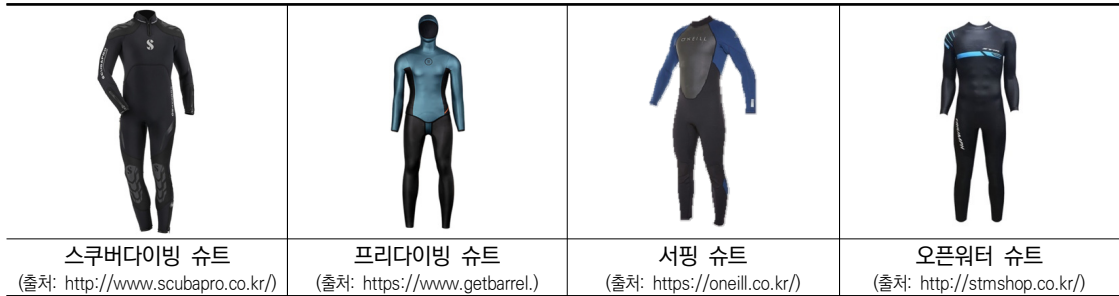 O'NEILL
스쿠버다이빙 슈트
(출처: http://www.scubapro.co.kr/)
프리다이빙 슈트
(출처: https://www.getbarrel.)
서핑 슈트
(출처: https://oneill.co.kr/)
오픈워터 슈트
(출처: http://stmshop.co.kr/)